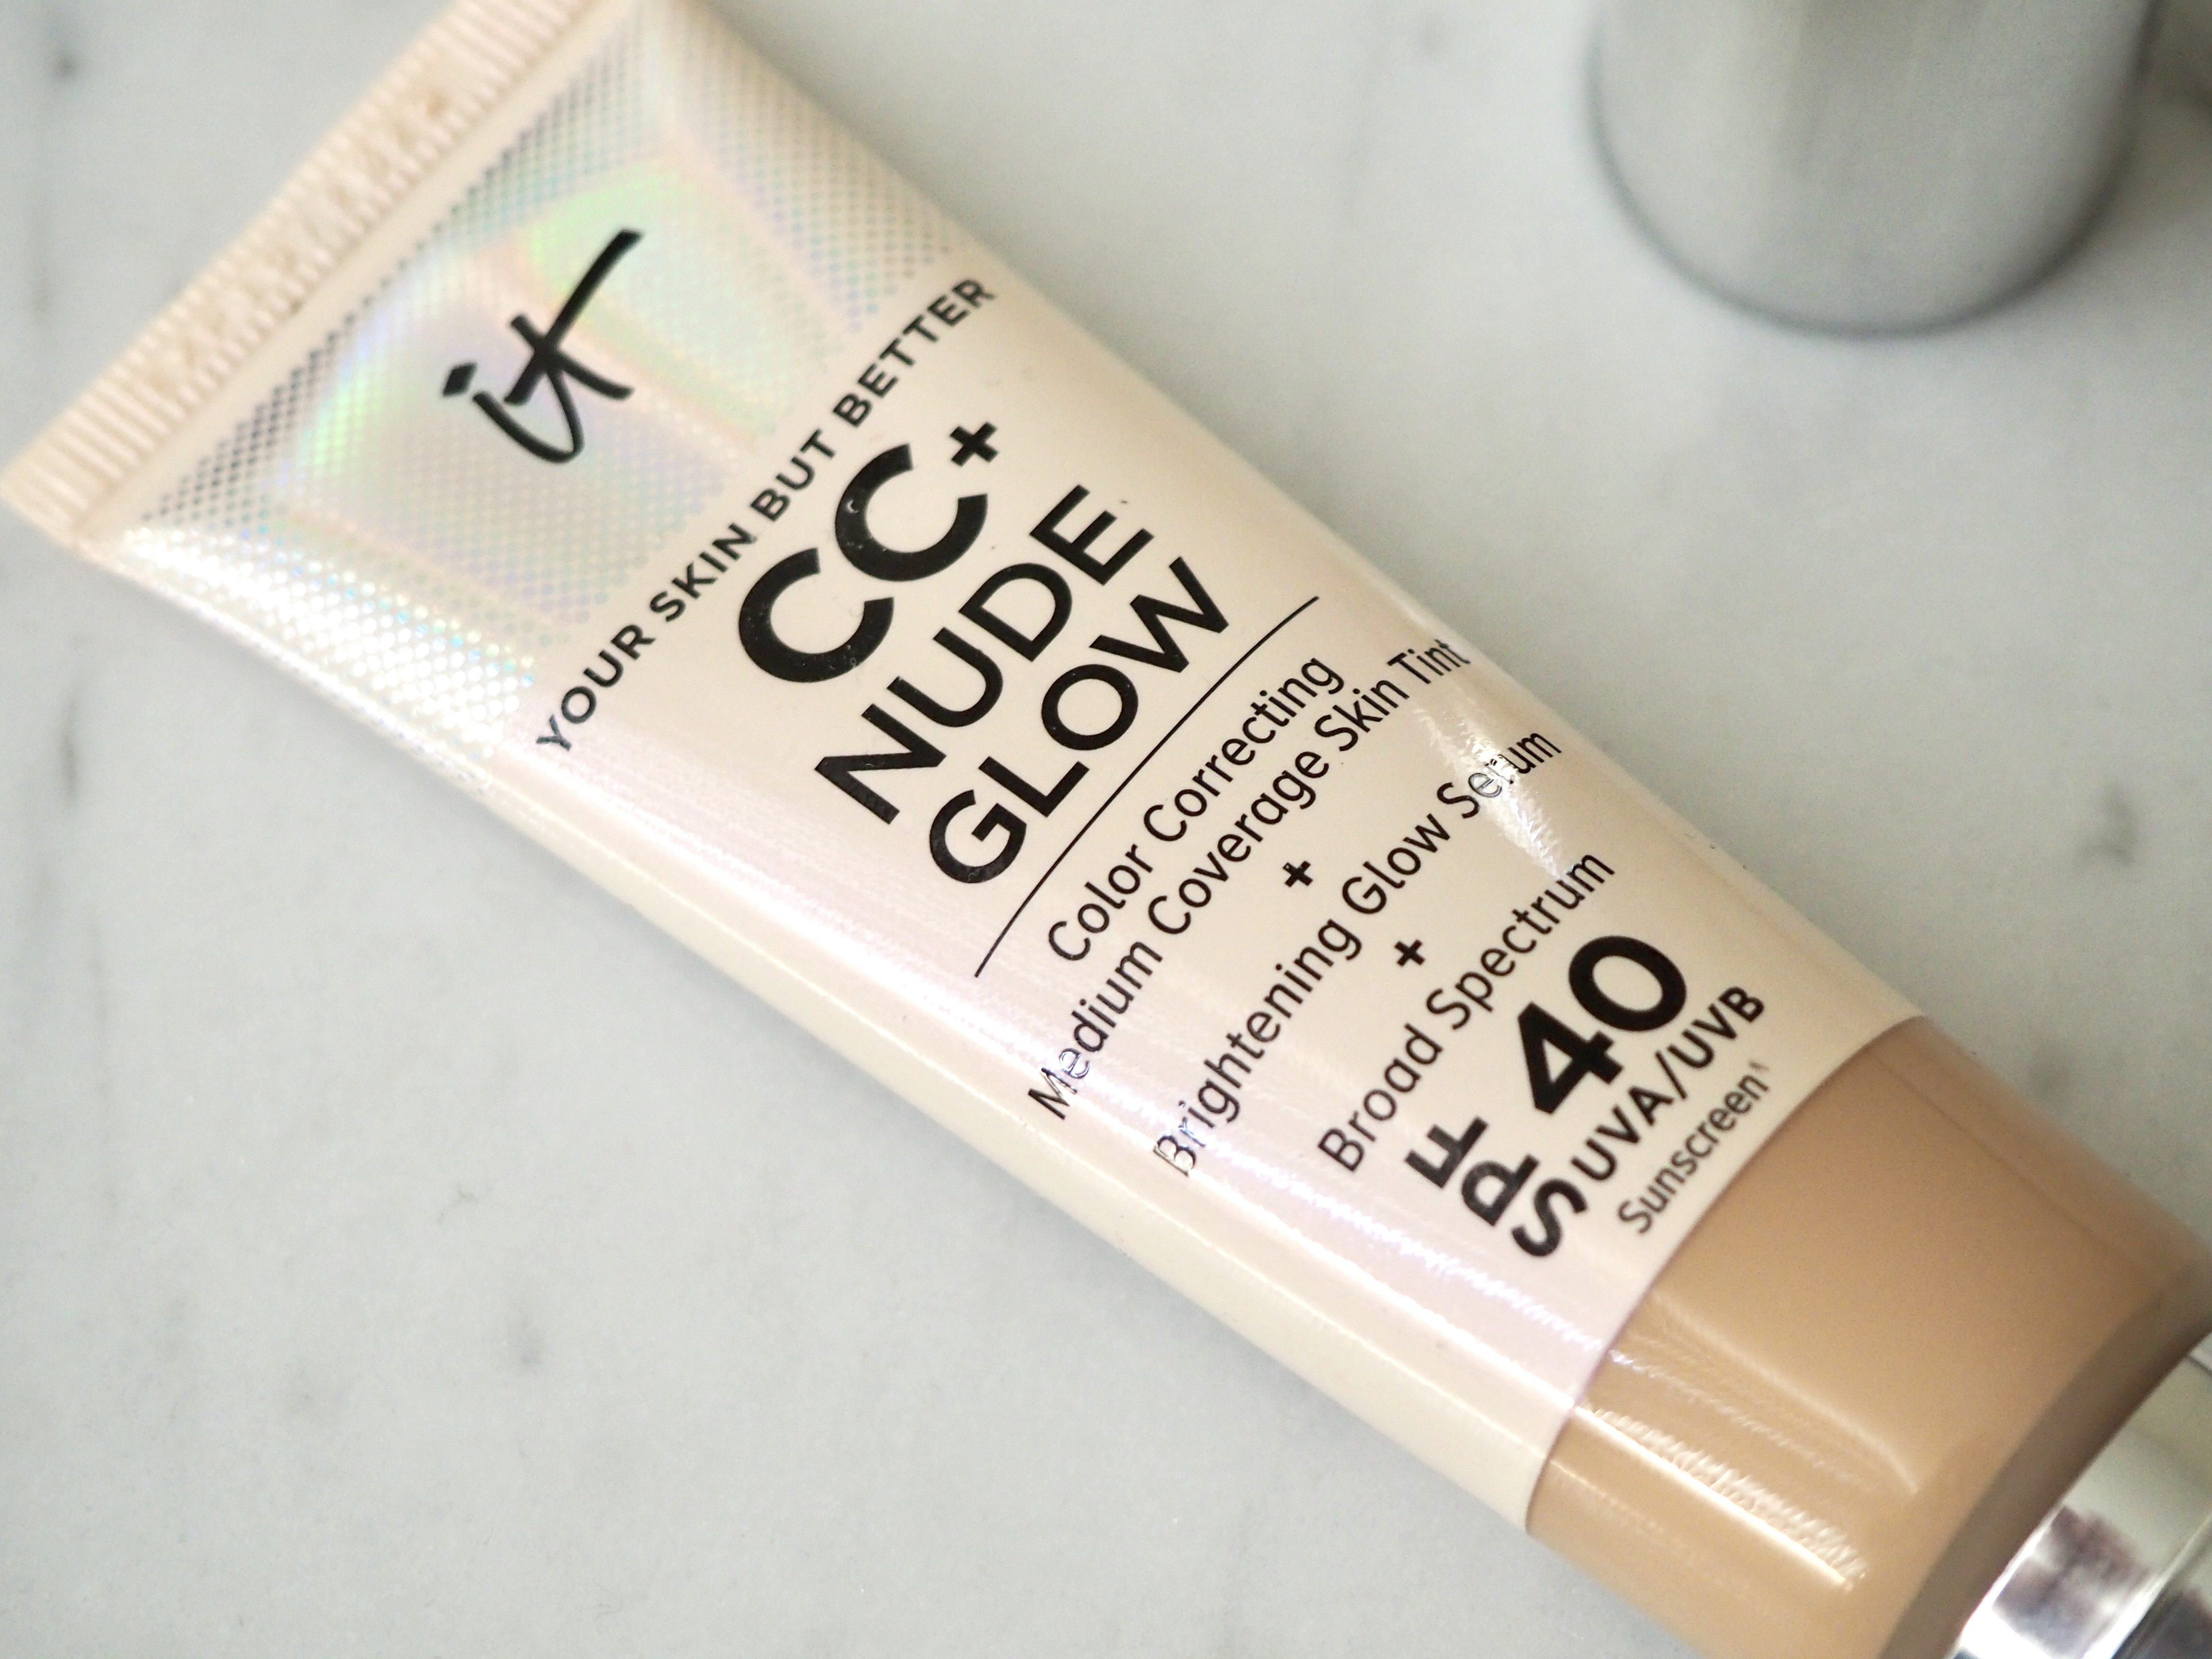 it
YOUR SKIN BUT BETTER
CC+
NUDE
GLOW
Color Correcting
Medium Coverage Skin Tint
+
Brightening Glow Serum
+
Broad Spectrum
SPF 40
UVA/UVB
Sunscreen